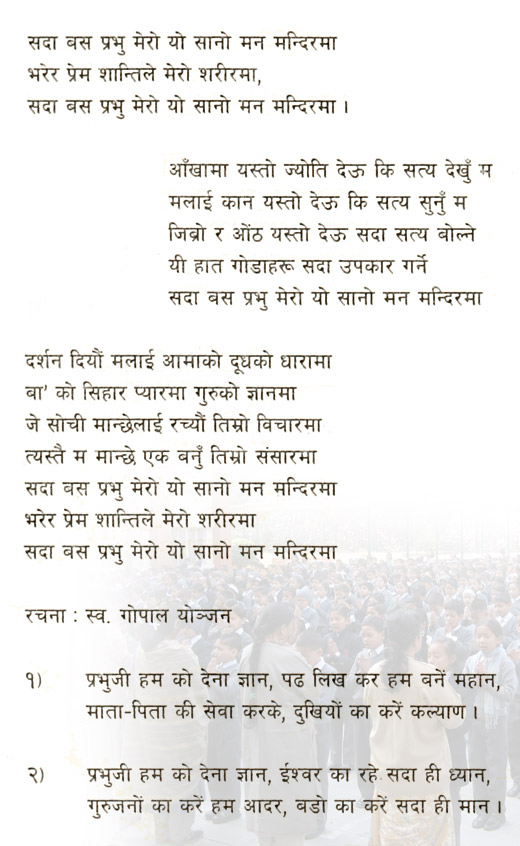 सदा बस प्रभु मेरो यो सानो मन मन्दिरमा
भरेर प्रेम शान्तिले मेरो शरीरमा,
सदा बस प्रभु मेरो यो सानो मन मन्दिरमा ।
आँखामा यस्तो ज्योति देऊ कि सत्य देखुँ म
मलाई कान यस्तो देऊ कि सत्य सुनुँ म
जिब्रो र ओंठ यस्तो देऊ सदा सत्य बोल्ने
यी हात गोडाहरू सदा उपकार गर्ने
सदा बस प्रभु मेरो यो सानो मन मन्दिरमा
दर्शन दियौं मलाई आमाको दूधको धारामा
बा' को सिहार प्यारमा गुरुको ज्ञानमा
जे सोची मान्छेलाई रच्यौं तिम्रो विचारमा
त्यस्तै म मान्छे एक बनुँ तिम्रो संसारमा
सदा बस प्रभु मेरो यो सानो मन मन्दिरमा
भरेर प्रेम शान्तिले मेरो शरीरमा
सदा बस प्रभु मेरो यो सानो मन मन्दिरमा
रचना : स्व. गोपाल योञ्जन
१) प्रभुजी हम को देना ज्ञान, पढ लिख कर हम बनें महान,
माता-पिता की सेवा करके, दुखियों का करें कल्याण ।
२) प्रभुजी हम को देना ज्ञान, ईश्वर का रहे सदा ही ध्यान,
गुरुजनों का करें हम आदर, बडो का करें सदा ही मान ।